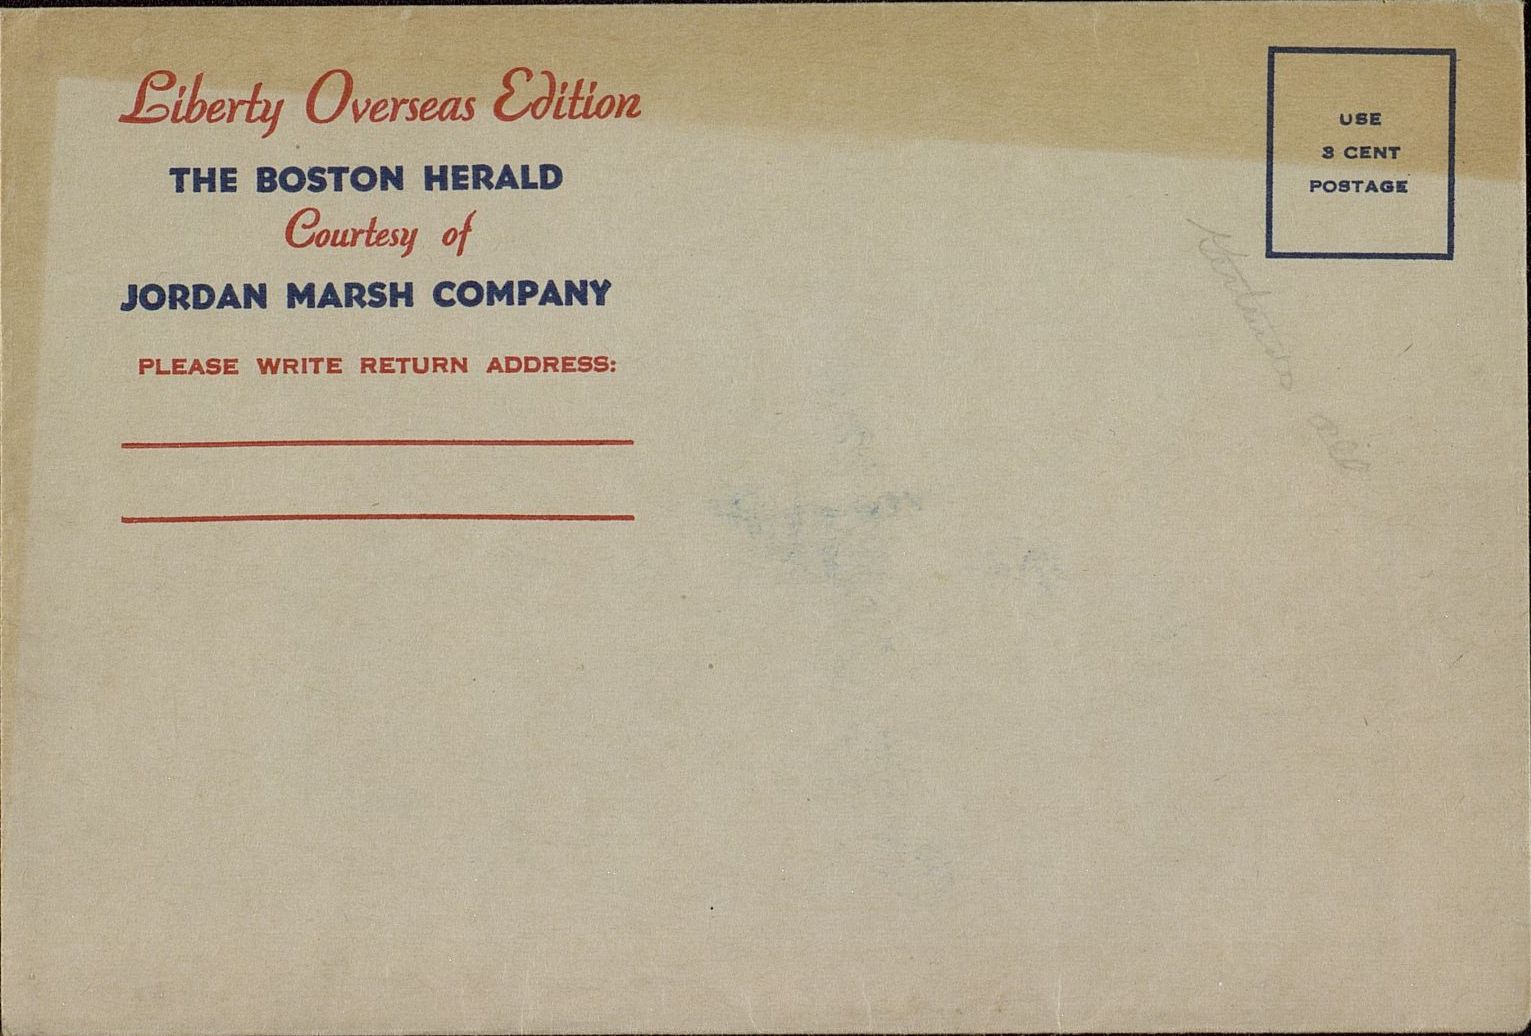 Liberty Overseas Edition
THE BOSTON HERALD
Courtesy of
JORDAN MARSH COMPANY
PLEASE WRITE RETURN ADDRESS:
USE
3 CENT
POSTAGE